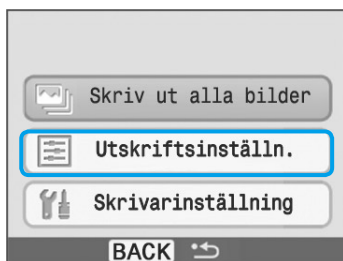 Skriv ut alla bilder
Utskriftsinställn.
Skrivarinställning
BACK